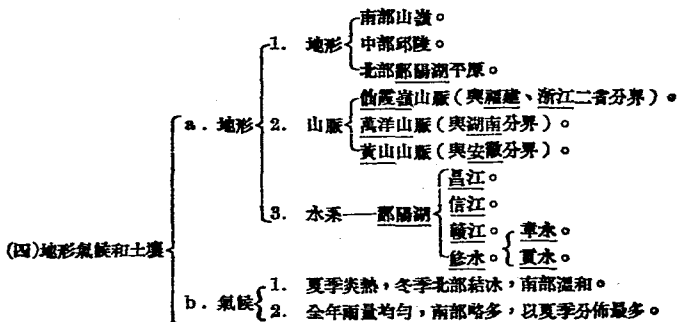 南部山嶺。
1. 地形 中部邱陵。
北部鄱陽湖平原。
仙霞嶺山脈(與福建、浙江二省分界)。
a. 地形 2. 山脈 萬洋山脈(與湖南分界)。
黃山山脈(與安徽分界)。
昌江。
信江。
3. 水系——鄱陽湖 贛江。 章水。
(四)地形氣候和土壤 修水。 貢水。
1. 夏季炎熱,冬季北部結冰,南部溫和。
b. 氣候 2. 全年雨量均勻,南部略多,以夏季分佈最多。